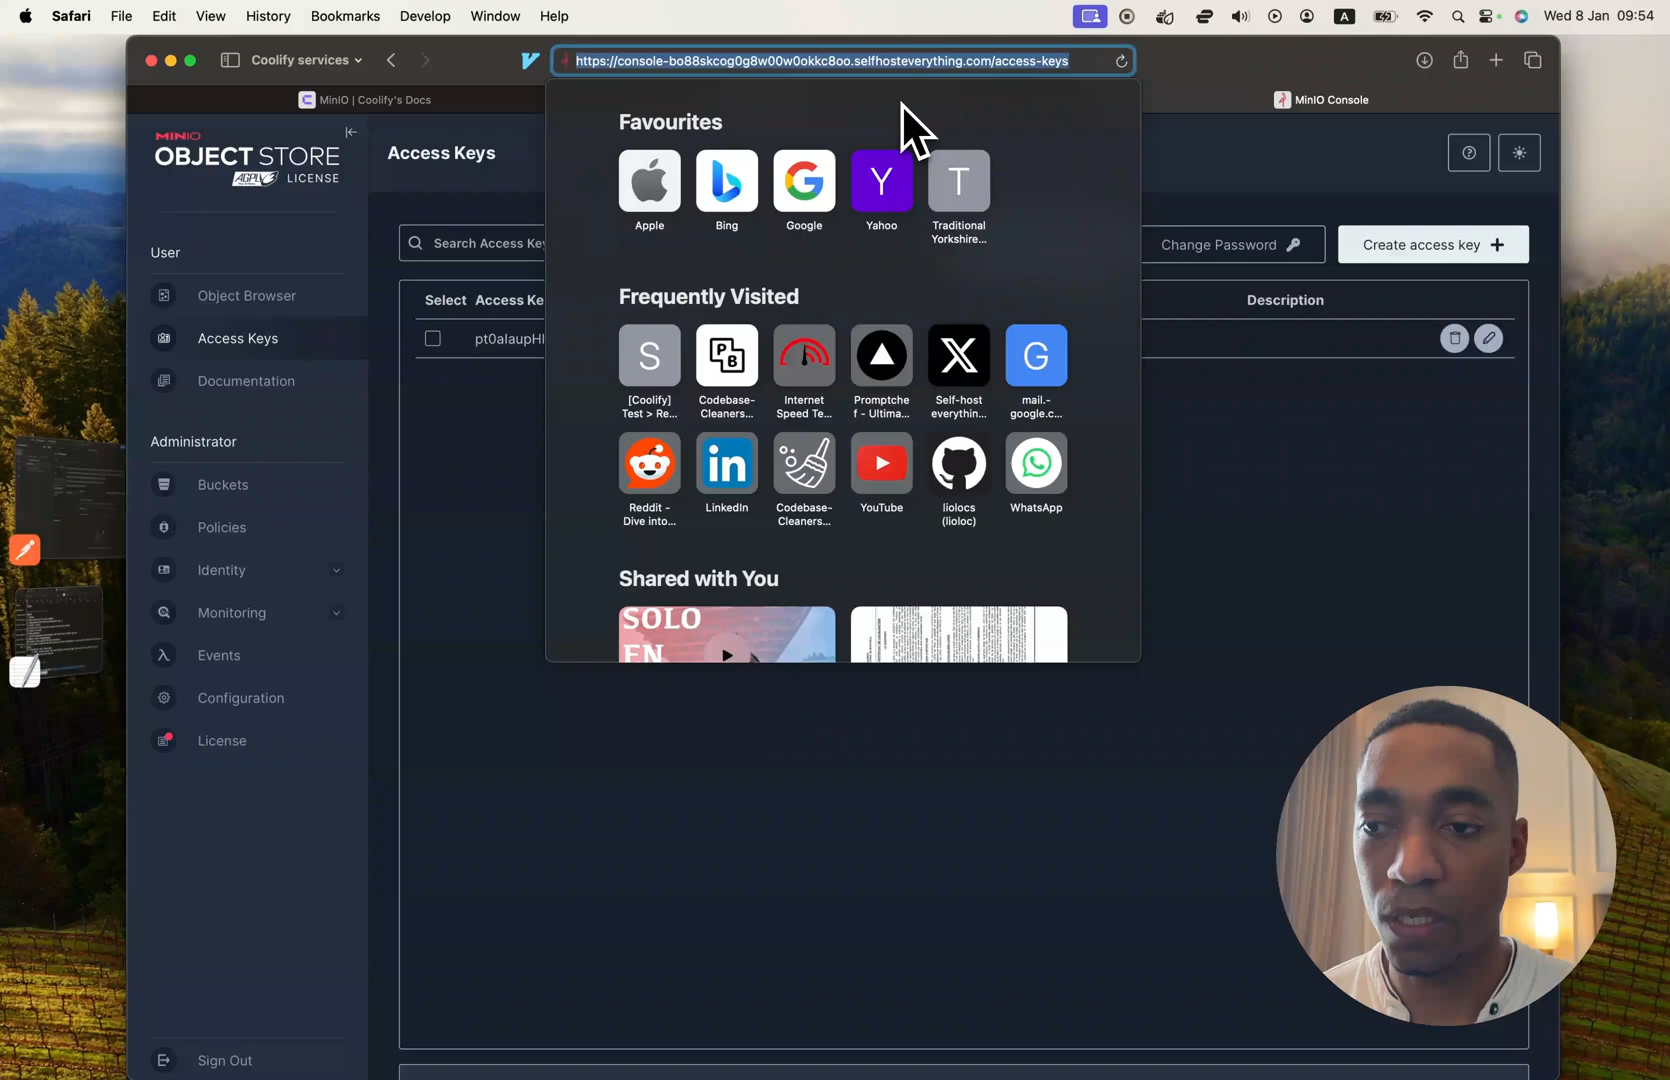 Safari File Edit View History Bookmarks Develop Window Help
A
Wed 8 Jan 09:54
Coolify services
https://console-bo88skcog0g8w00w0okkc8oo.selfhosteverything.com/access-keys
MinIO | Coolify's Docs
MinIO Console
MINIO
OBJECT STORE
AGPLv3 LICENSE
Access Keys
User
Object Browser
Access Keys
Documentation
Administrator
Buckets
Policies
Identity
Monitoring
Events
Configuration
License
Sign Out
Search Access Key
Change Password
Create access key +
Select Access Ke
Description
Favourites
Y
T
Apple
Bing
Google
Yahoo
Traditional
Yorkshire...
Frequently Visited
S
PB
G
[Coolify]
Test > Re...
Codebase-
Cleaners...
Internet
Speed Te...
Promptche
f - Ultima...
Self-host
everythin...
mail.-
google.c...
in
Reddit -
Dive into...
LinkedIn
Codebase-
Cleaners...
YouTube
liolocs
(lioloc)
WhatsApp
Shared with You
SOLO
EN